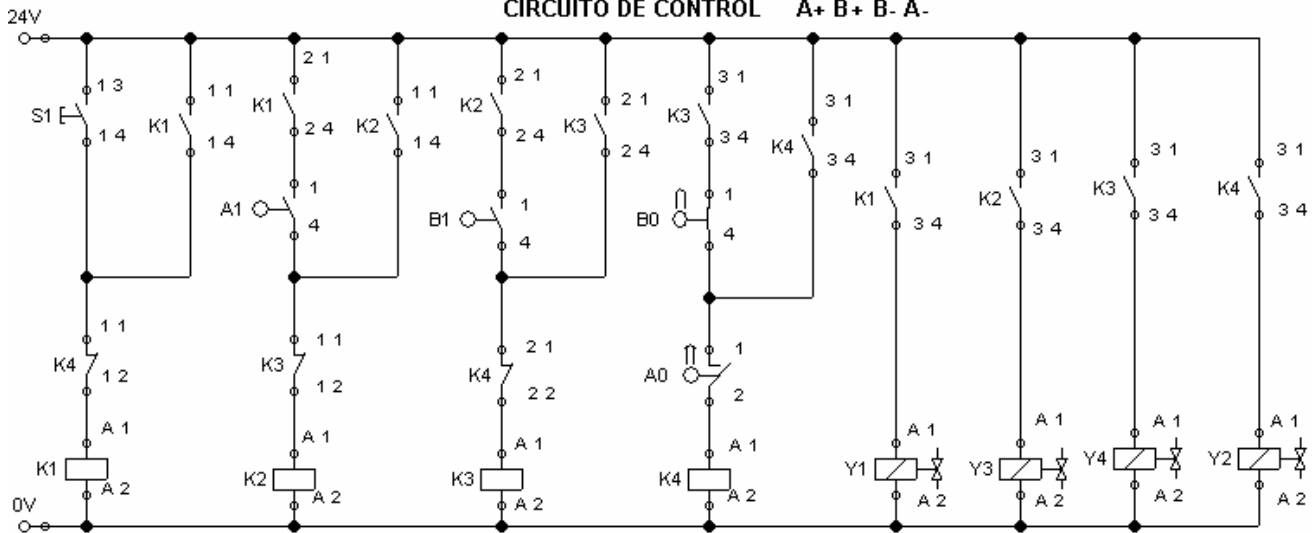 CIRCUITO DE CONTROL A+ B+ B- A-
24V
13
S1
14
11
K1
14
21
K1
24
A1
1
4
11
K2
14
21
K2
24
B1
1
4
21
K3
24
31
K3
34
B0
1
4
31
K4
34
31
K1
34
31
K2
34
31
K3
34
31
K4
34
11
K4
12
11
K3
12
21
K4
22
A0
1
2
A1
K1
A2
A1
K2
A2
A1
K3
A2
A1
K4
A2
A1
Y1
A2
A1
Y3
A2
A1
Y4
A2
A1
Y2
A2
0V